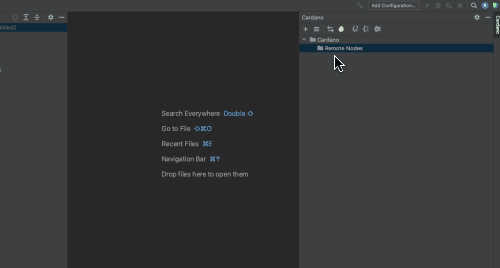 Add Configuration...
Cardano
Cardano
Cardano
Remote Nodes
Search Everywhere Double ⇧
Go to File ⇧⌘O
Recent Files ⌘E
Navigation Bar ⌘↑
Drop files here to open them